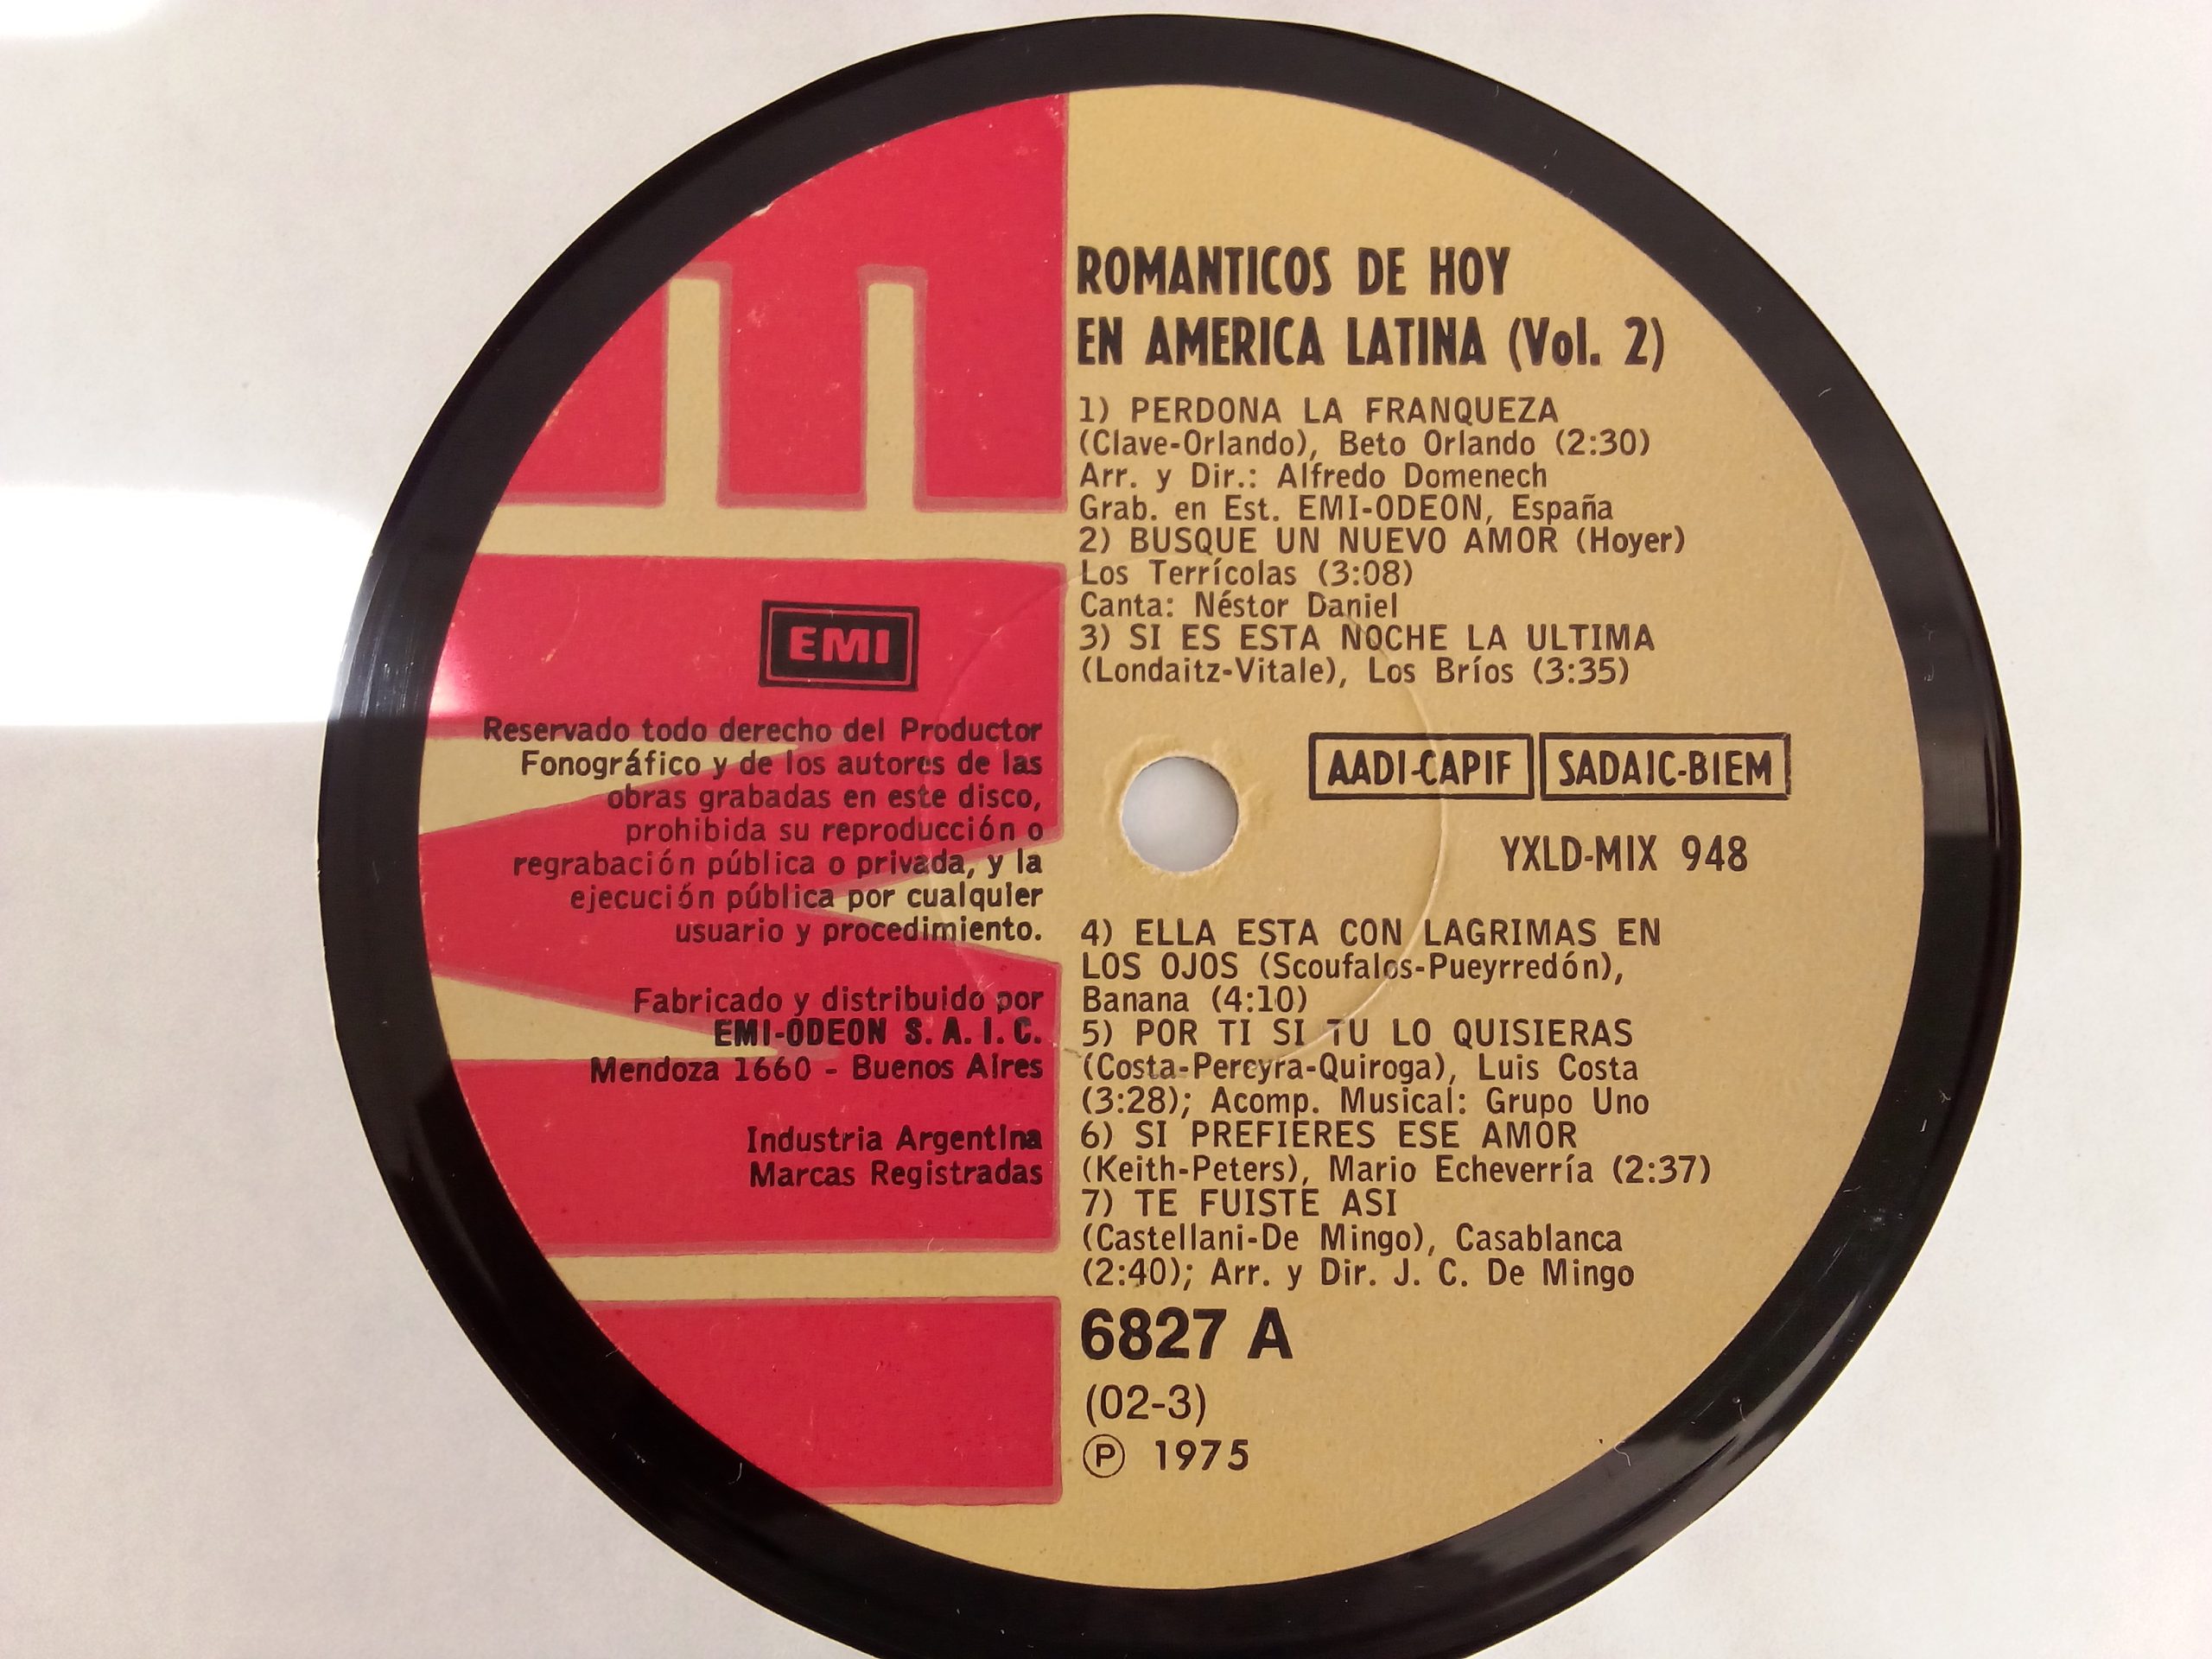 ROMANTICOS DE HOY
EN AMERICA LATINA (Vol. 2)
1) PERDONA LA FRANQUEZA
(Clave-Orlando), Beto Orlando (2:30)
Arr. y Dir.: Alfredo Domenech
Grab. en Est. EMI-ODEON, España
2) BUSQUE UN NUEVO AMOR (Hoyer)
Los Terrícolas (3:08)
Canta: Néstor Daniel
3) SI ES ESTA NOCHE LA ULTIMA
(Londaitz-Vitale), Los Bríos (3:35)
AADI-CAPIF SADAIC-BIEM
YXLD-MIX 948
4) ELLA ESTA CON LAGRIMAS EN
LOS OJOS (Scoufalos-Pueyrredón),
Banana (4:10)
5) POR TI SI TU LO QUISIERAS
(Costa-Percyra-Quiroga), Luis Costa
(3:28); Acomp. Musical: Grupo Uno
6) SI PREFIERES ESE AMOR
(Keith-Peters), Mario Echeverría (2:37)
7) TE FUISTE ASI
(Castellani-De Mingo), Casablanca
(2:40); Arr. y Dir. J. C. De Mingo
6827 A
(02-3)
Ⓟ 1975
EMI
EMI
Reservado todo derecho del Productor
Fonográfico y de los autores de las
obras grabadas en este disco,
prohibida su reproducción o
regrabación pública o privada, y la
ejecución pública por cualquier
usuario y procedimiento.
Fabricado y distribuido por
EMI-ODEON S. A. I. C.
Mendoza 1660 - Buenos Aires
Industria Argentina
Marcas Registradas